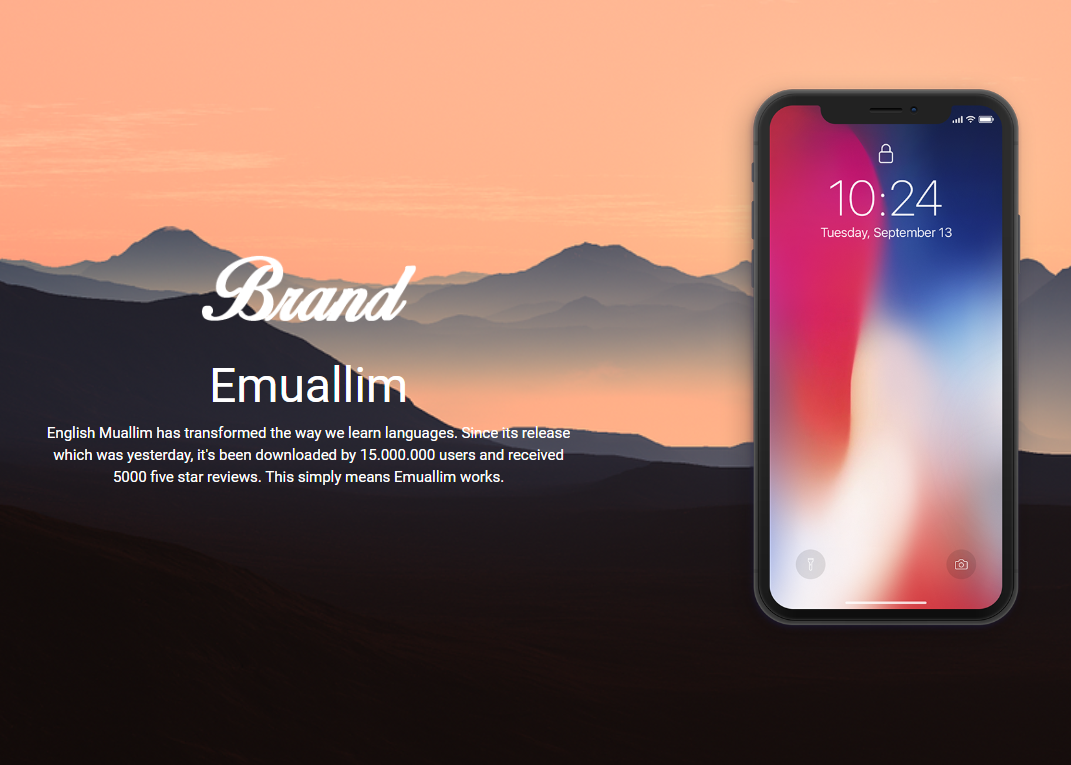 Brand
Emuallim
English Muallim has transformed the way we learn languages. Since its release
which was yesterday, it's been downloaded by 15.000.000 users and received
5000 five star reviews. This simply means Emuallim works.
10:24
Tuesday, September 13